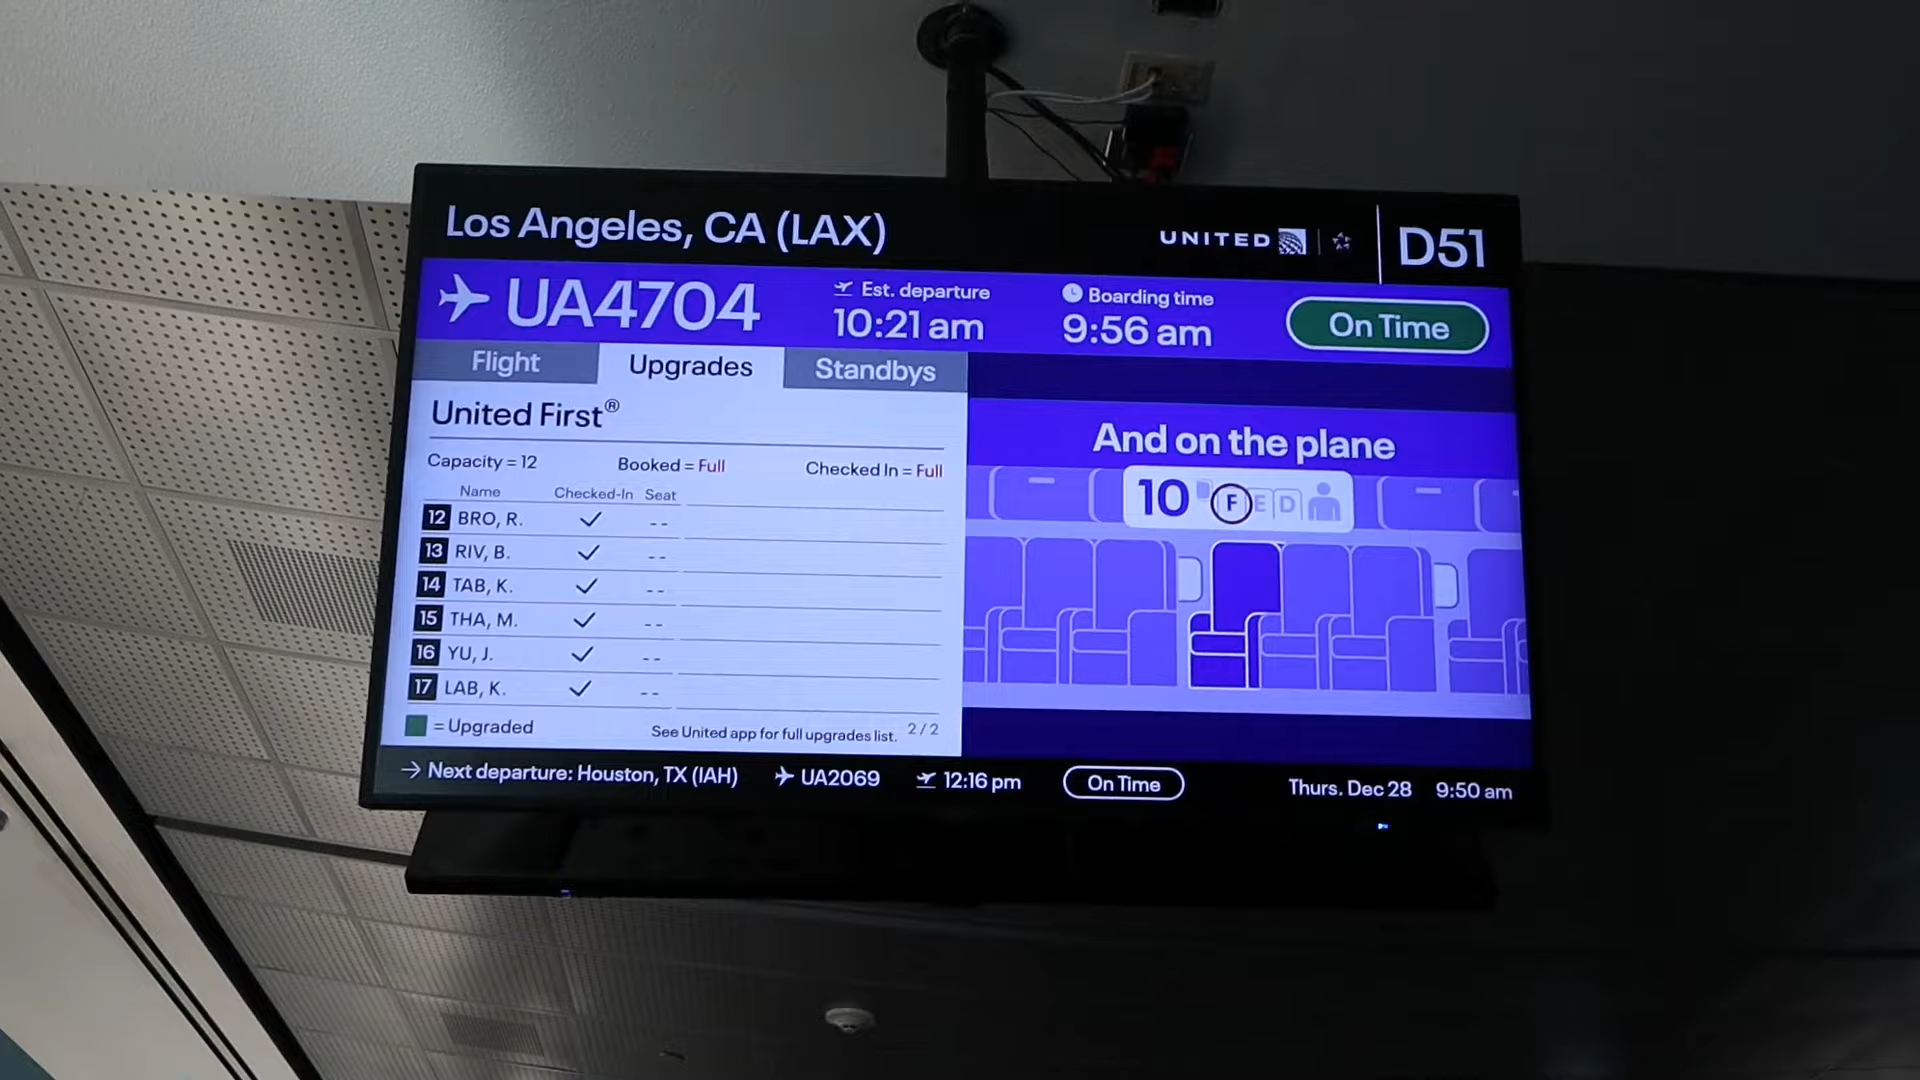 Los Angeles, CA (LAX)
UNITED
D51
UA4704
Est. departure
10:21 am
Boarding time
9:56 am
On Time
Flight
Upgrades
Standbys
United First®
Capacity = 12
Booked = Full
Checked In = Full
Name Checked-In Seat
12 BRO, R. ✓ --
13 RIV, B. ✓ --
14 TAB, K. ✓ --
15 THA, M. ✓ --
16 YU, J. ✓ --
17 LAB, K. ✓ --
= Upgraded
See United app for full upgrades list. 2/2
And on the plane
10 F E D
→ Next departure: Houston, TX (IAH) UA2069 12:16 pm On Time Thurs. Dec 28 9:50 am